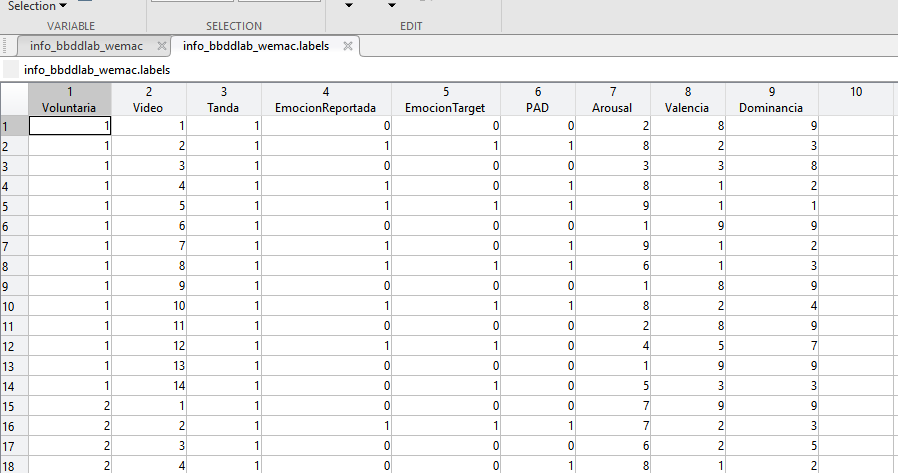 Selection
VARIABLE SELECTION EDIT
info_bbddlab_wemac info_bbddlab_wemac.labels
info_bbddlab_wemac.labels
1 2 3 4 5 6 7 8 9 10
Voluntaria Video Tanda EmocionReportada EmocionTarget PAD Arousal Valencia Dominancia
1 1 1 1 0 0 0 2 8 9
2 1 2 1 1 1 1 8 2 3
3 1 3 1 0 0 0 3 3 8
4 1 4 1 1 0 1 8 1 2
5 1 5 1 1 1 1 9 1 1
6 1 6 1 0 0 0 1 9 9
7 1 7 1 1 0 1 9 1 2
8 1 8 1 1 1 1 6 1 3
9 1 9 1 0 0 0 1 8 9
10 1 10 1 1 1 1 8 2 4
11 1 11 1 0 0 0 2 8 9
12 1 12 1 1 1 0 4 5 7
13 1 13 1 0 0 0 1 9 9
14 1 14 1 0 1 0 5 3 3
15 2 1 1 0 0 0 7 9 9
16 2 2 1 1 1 1 7 2 3
17 2 3 1 0 0 0 6 2 5
18 2 4 1 0 0 1 8 1 2